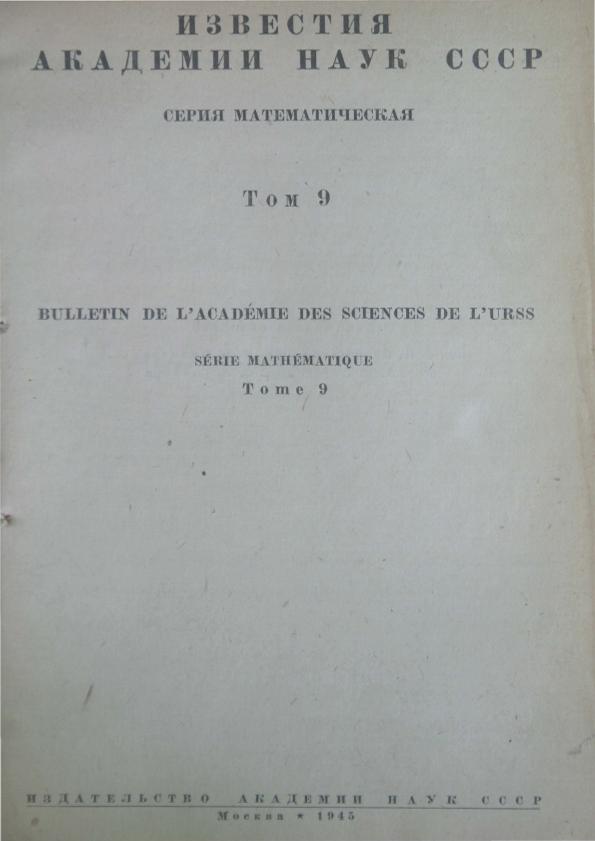 ИЗВЕСТИЯ
АКАДЕМИИ НАУК СССР
СЕРИЯ МАТЕМАТИЧЕСКАЯ
Том 9
BULLETIN DE L'ACADÉMIE DES SCIENCES DE L'URSS
SÉRIE MATHÉMATIQUE
Tome 9
ИЗДАТЕЛЬСТВО АКАДЕМИИ НАУК СССР
Москва ★ 1945